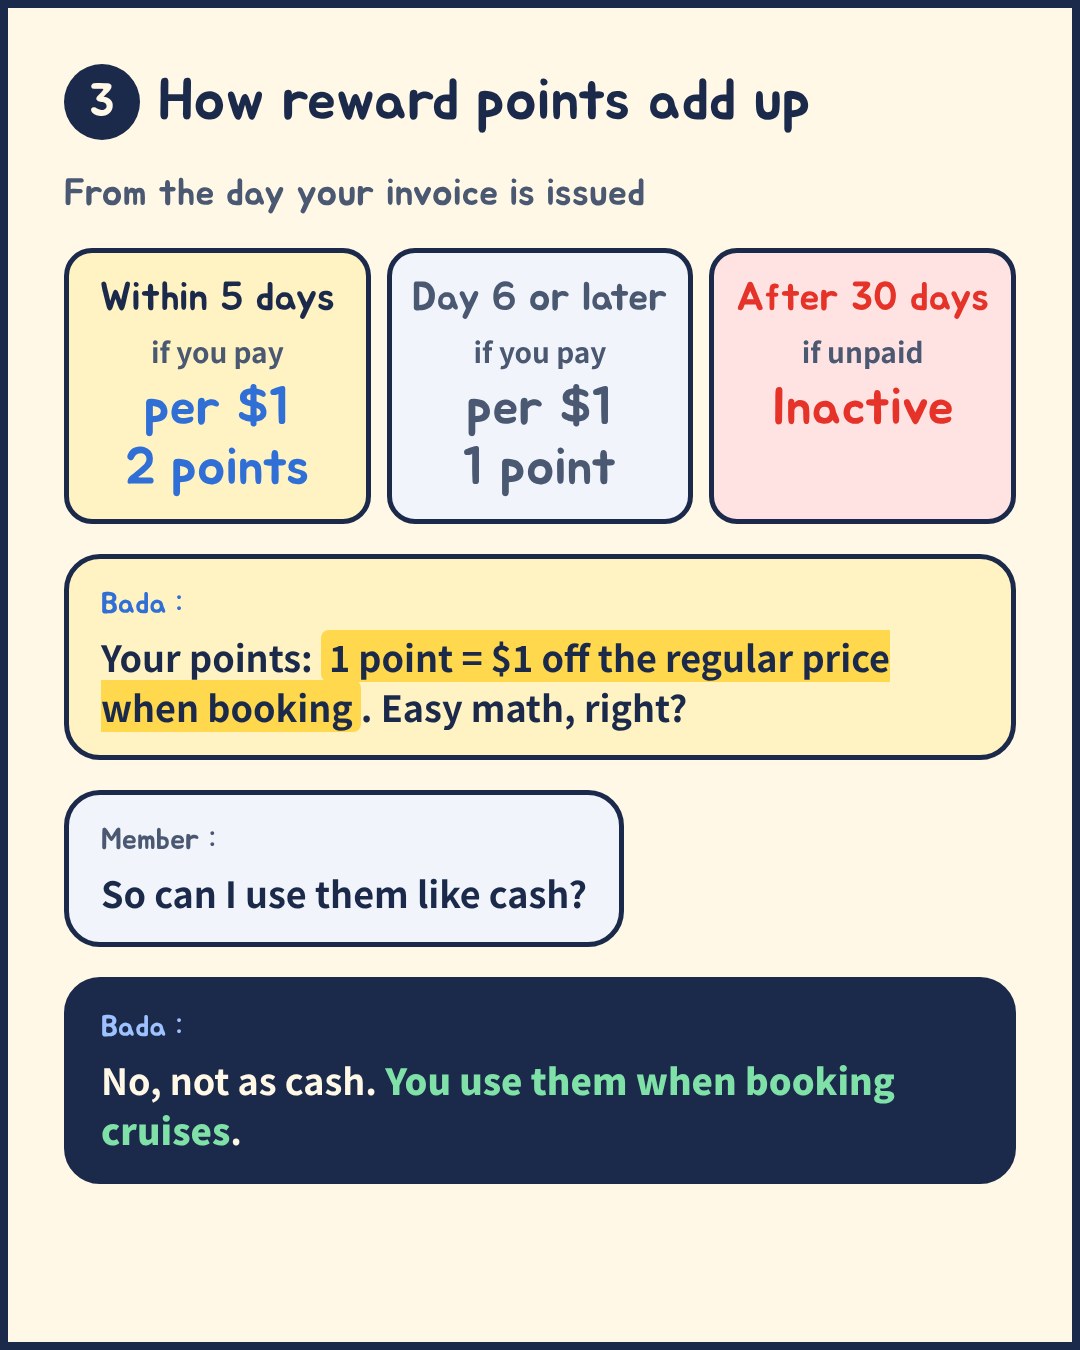 3 How reward points add up
From the day your invoice is issued
Within 5 days
if you pay
per $1
2 points
Day 6 or later
if you pay
per $1
1 point
After 30 days
if unpaid
Inactive
Bada :
Your points: 1 point = $1 off the regular price
when booking . Easy math, right?
Member :
So can I use them like cash?
Bada :
No, not as cash. You use them when booking
cruises.